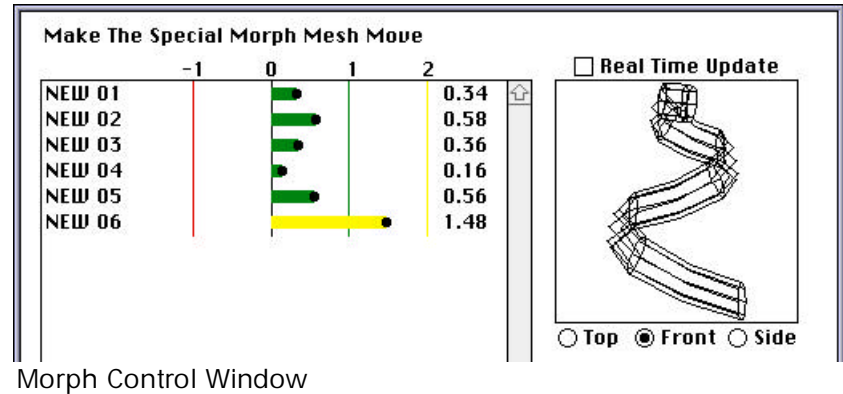 Make The Special Morph Mesh Move
-1 0 1 2
NEW 01 0.34
NEW 02 0.58
NEW 03 0.36
NEW 04 0.16
NEW 05 0.56
NEW 06 1.48
Real Time Update
Top Front Side
Morph Control Window